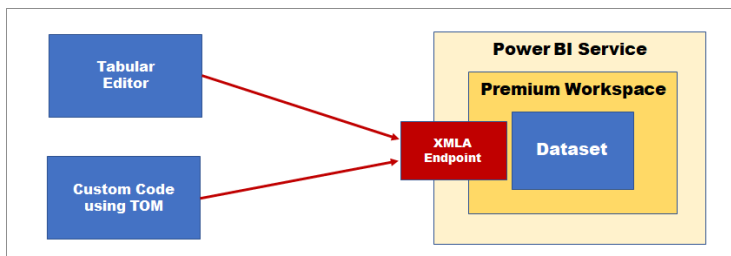 Tabular
Editor
Custom Code
using TOM
Power BI Service
Premium Workspace
XMLA
Endpoint
Dataset